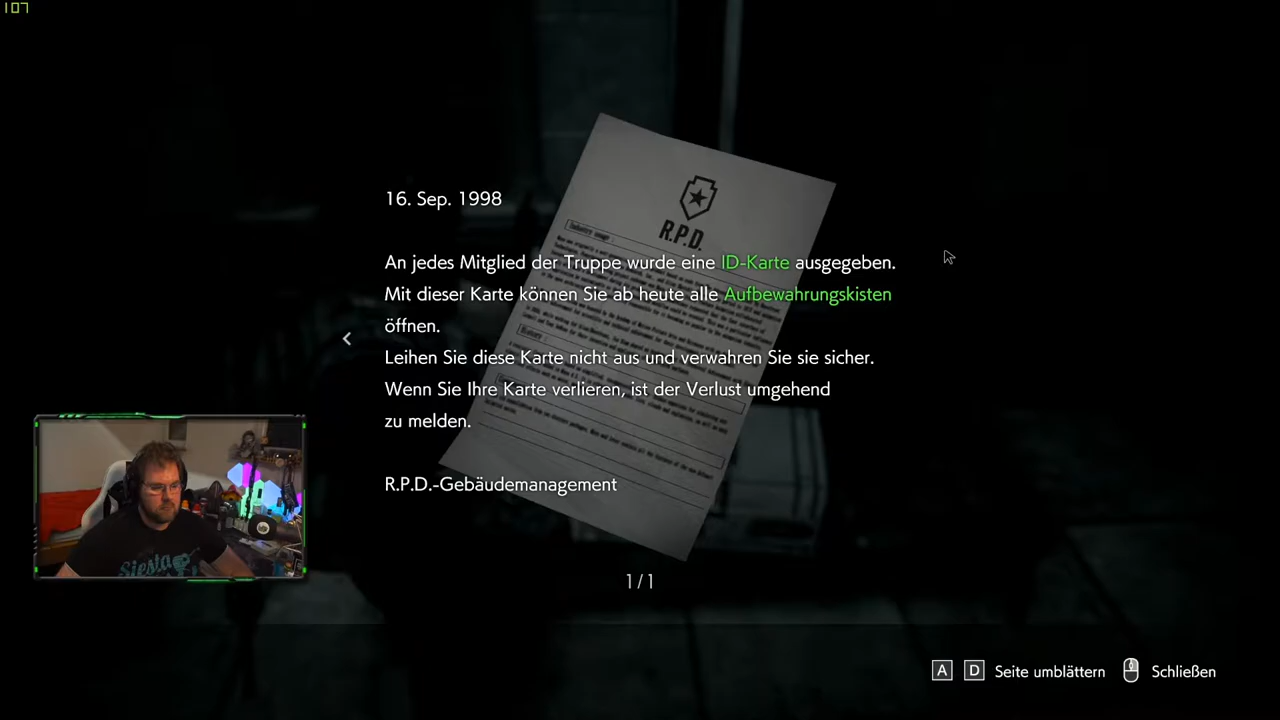 107
R.P.D.
16. Sep. 1998
An jedes Mitglied der Truppe wurde eine ID-Karte ausgegeben.
Mit dieser Karte können Sie ab heute alle Aufbewahrungskisten
öffnen.
Leihen Sie diese Karte nicht aus und verwahren Sie sie sicher.
Wenn Sie Ihre Karte verlieren, ist der Verlust umgehend
zu melden.
R.P.D.-Gebäudemanagement
Siesta
1/1
A D Seite umblättern Schließen